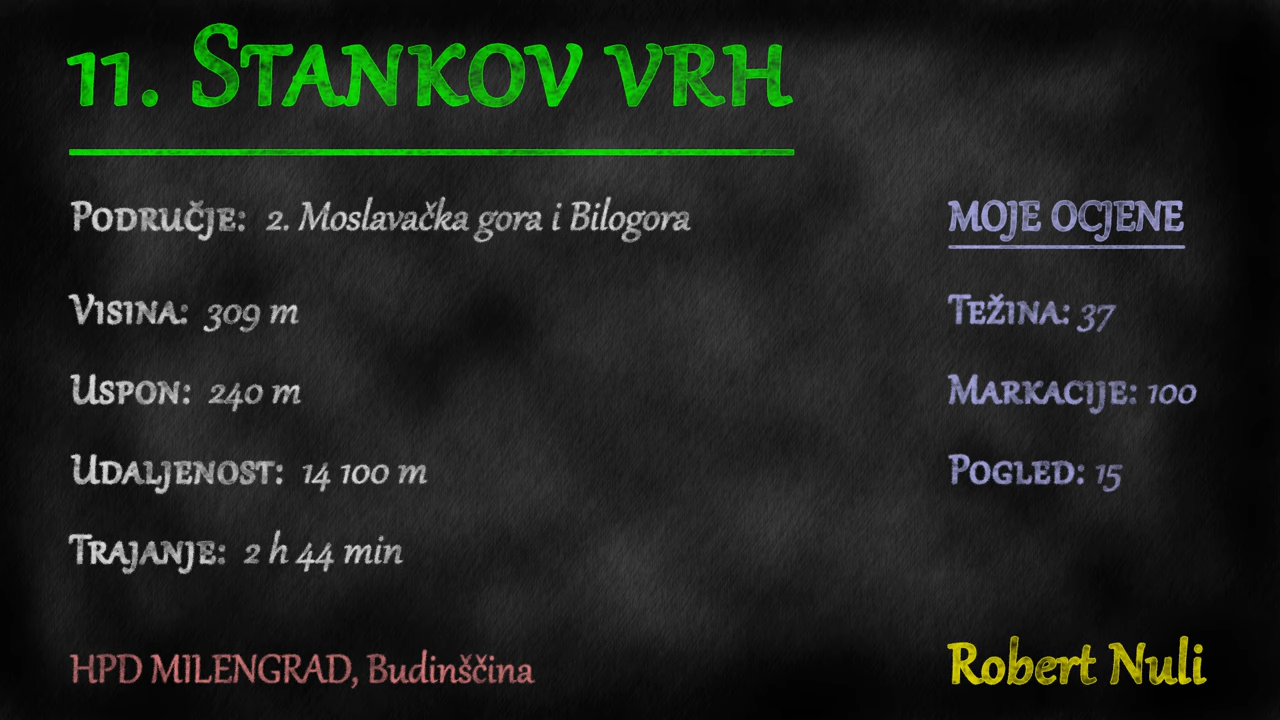 11. STANKOV VRH
PODRUČJE: 2. Moslavačka gora i Bilogora
VISINA: 309 m
USPON: 240 m
UDALJENOST: 14 100 m
TRAJANJE: 2 h 44 min
HPD MILENGRAD, Budinščina
MOJE OCJENE
TEŽINA: 37
MARKACIJE: 100
POGLED: 15
Robert Nuli